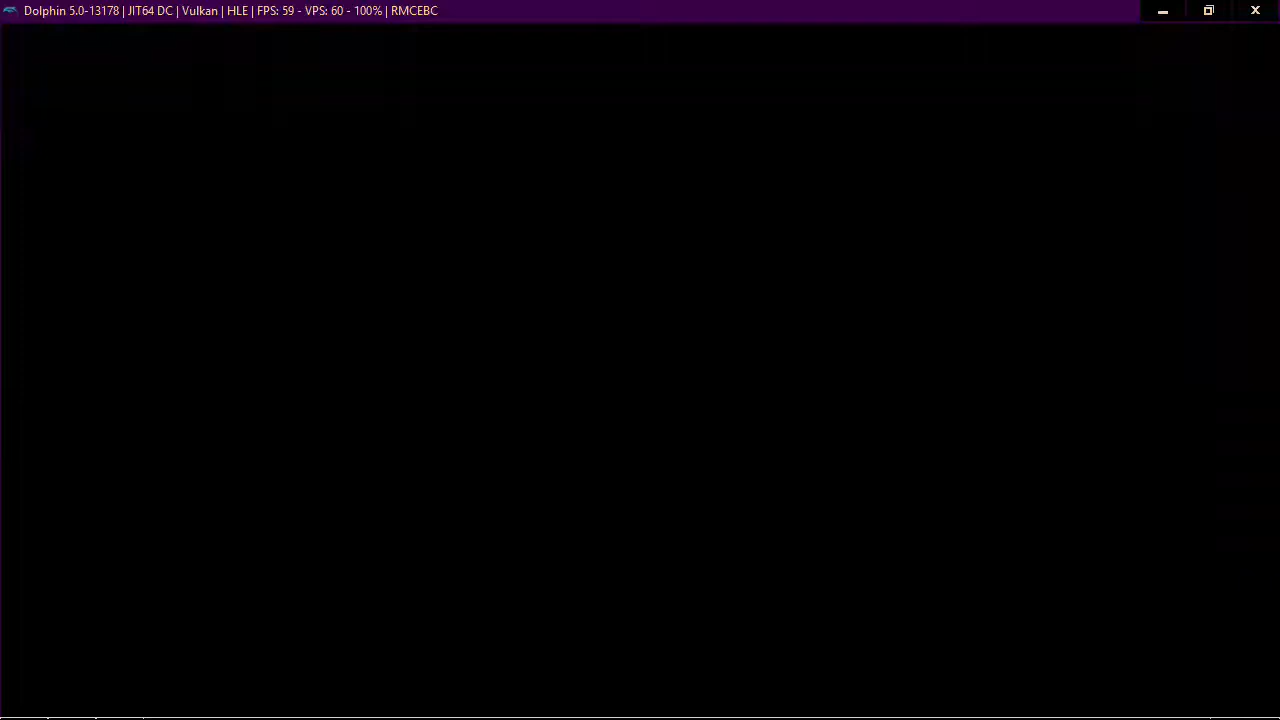 Dolphin 5.0-13178 | JIT64 DC | Vulkan | HLE | FPS: 59 - VPS: 60 - 100% | RMCEBC